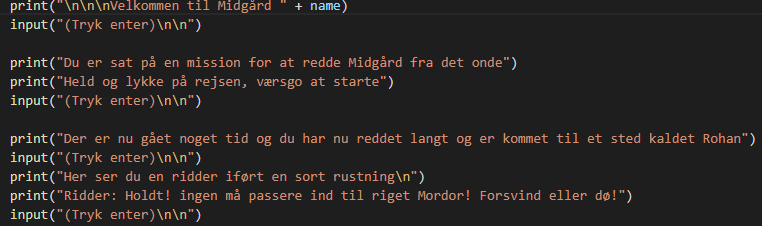 print("\n\n\nVelkommen til Midgård " + name)
input("(Tryk enter)\n\n")
print("Du er sat på en mission for at redde Midgård fra det onde")
print("Held og lykke på rejsen, værsgo at starte")
input("(Tryk enter)\n\n")
print("Der er nu gået noget tid og du har nu reddet langt og er kommet til et sted kaldet Rohan")
input("(Tryk enter)\n\n")
print("Her ser du en ridder iført en sort rustning\n")
print("Ridder: Holdt! ingen må passere ind til riget Mordor! Forsvind eller dø!")
input("(Tryk enter)\n\n")